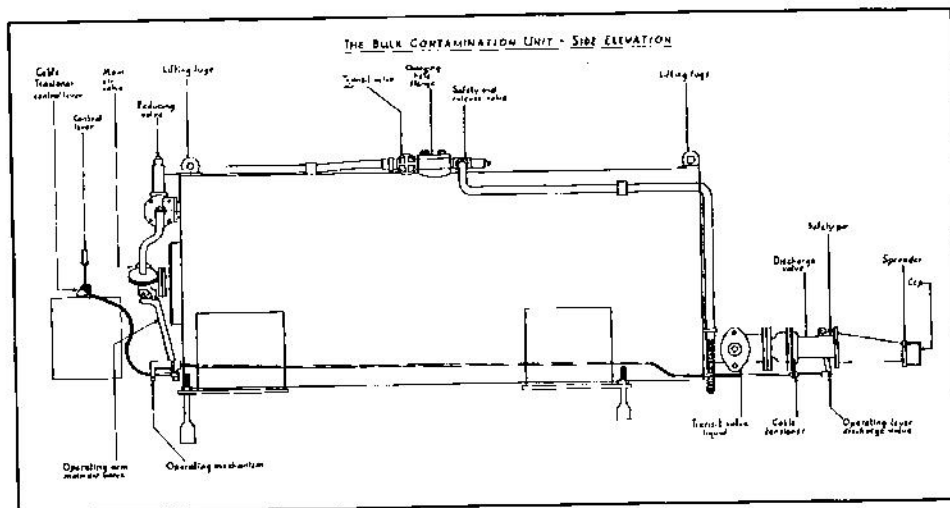 THE BULK CONTAMINATION UNIT - SIDE ELEVATION
Cable
Tensioner
control lever
Main
air
valve
Lifting lugs
Control
lever
Reducing
valve
Transit valve
air
Charging
hole
flange
Safety and
release valve
Lifting lugs
Safety pin
Discharge
valve
Spreader
Cap
Operating arm
main air valve
Operating mechanism
Transit valve
liquid
Cable
tensioner
Operating lever
discharge valve